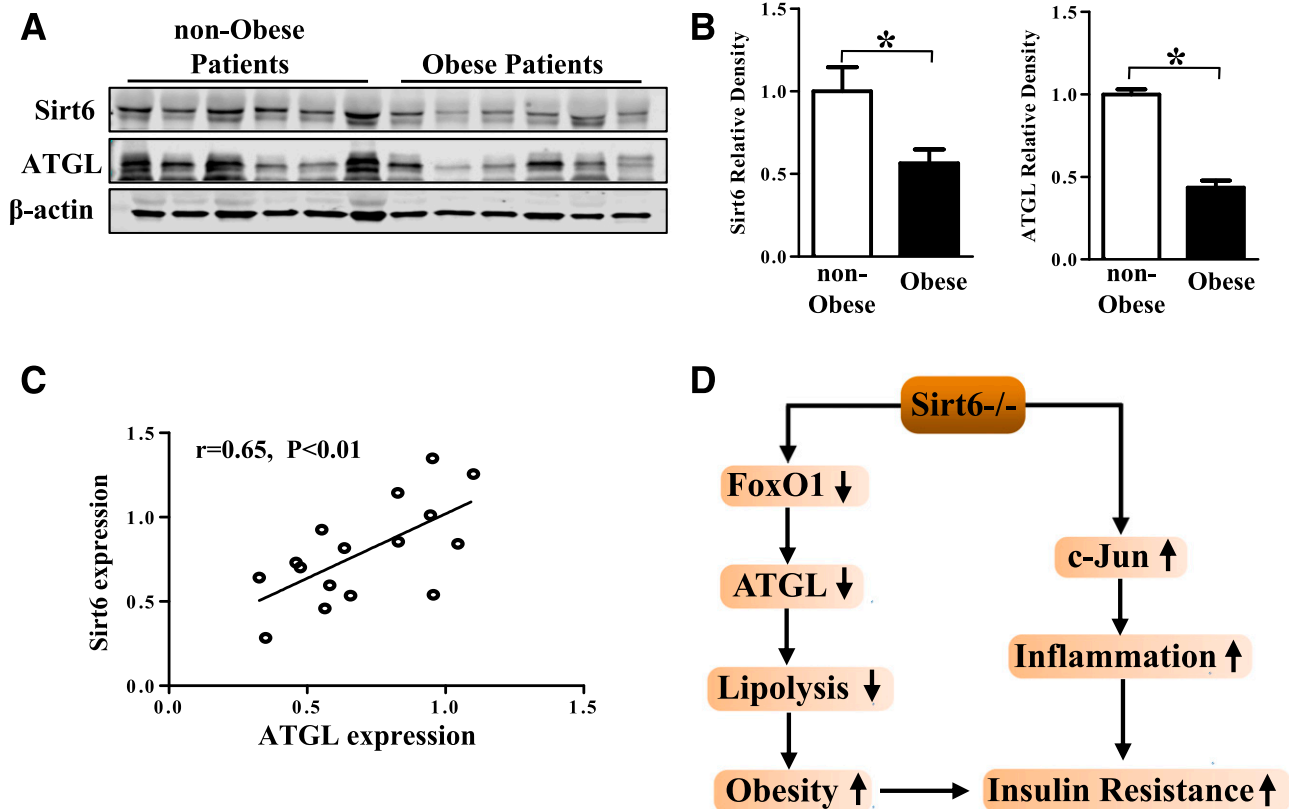 A
non-Obese
Patients
Obese Patients
Sirt6
ATGL
β-actin
B
Sirt6 Relative Density
1.5
1.0
0.5
0.0
*
non-
Obese
Obese
ATGL Relative Density
1.5
1.0
0.5
0.0
*
non-
Obese
Obese
C
Sirt6 expression
1.5
1.0
0.5
0.0
r=0.65, P<0.01
0.0 0.5 1.0 1.5
ATGL expression
D
Sirt6-/-
FoxO1 ↓
ATGL ↓
Lipolysis ↓
Obesity ↑
c-Jun ↑
Inflammation ↑
Insulin Resistance ↑